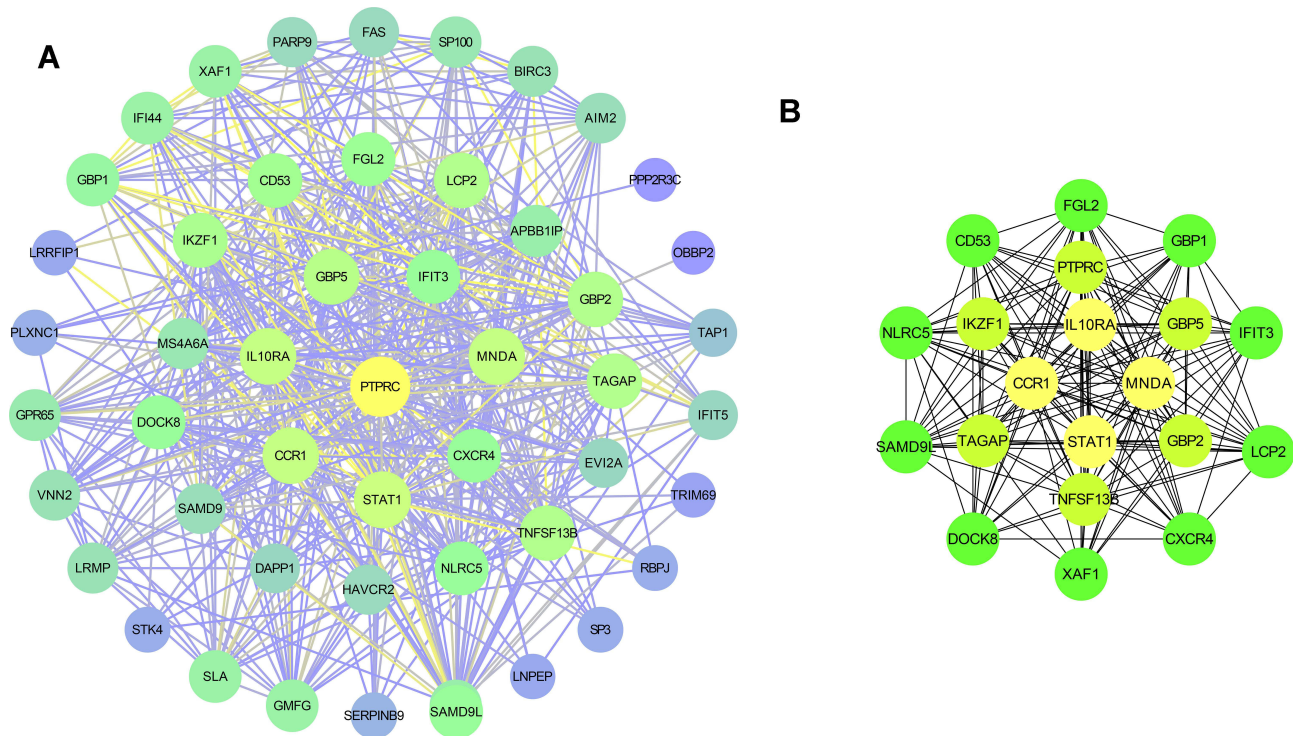 A
PARP9
FAS
SP100
XAF1
BIRC3
IFI44
AIM2
GBP1
CD53
FGL2
LCP2
PPP2R3C
LRRFIP1
IKZF1
APBB1IP
OBBP2
GBP5
IFIT3
GBP2
PLXNC1
MS4A6A
IL10RA
MNDA
TAP1
PTPRC
TAGAP
GPR65
DOCK8
IFIT5
CCR1
CXCR4
EVI2A
VNN2
SAMD9
STAT1
TRIM69
TNFSF13B
LRMP
DAPP1
HAVCR2
NLRC5
RBPJ
STK4
SP3
SLA
LNPEP
GMFG
SERPINB9
SAMD9L
B
FGL2
CD53
GBP1
PTPRC
NLRC5
IKZF1
IL10RA
GBP5
IFIT3
CCR1
MNDA
SAMD9L
TAGAP
STAT1
GBP2
LCP2
TNFSF13B
DOCK8
CXCR4
XAF1